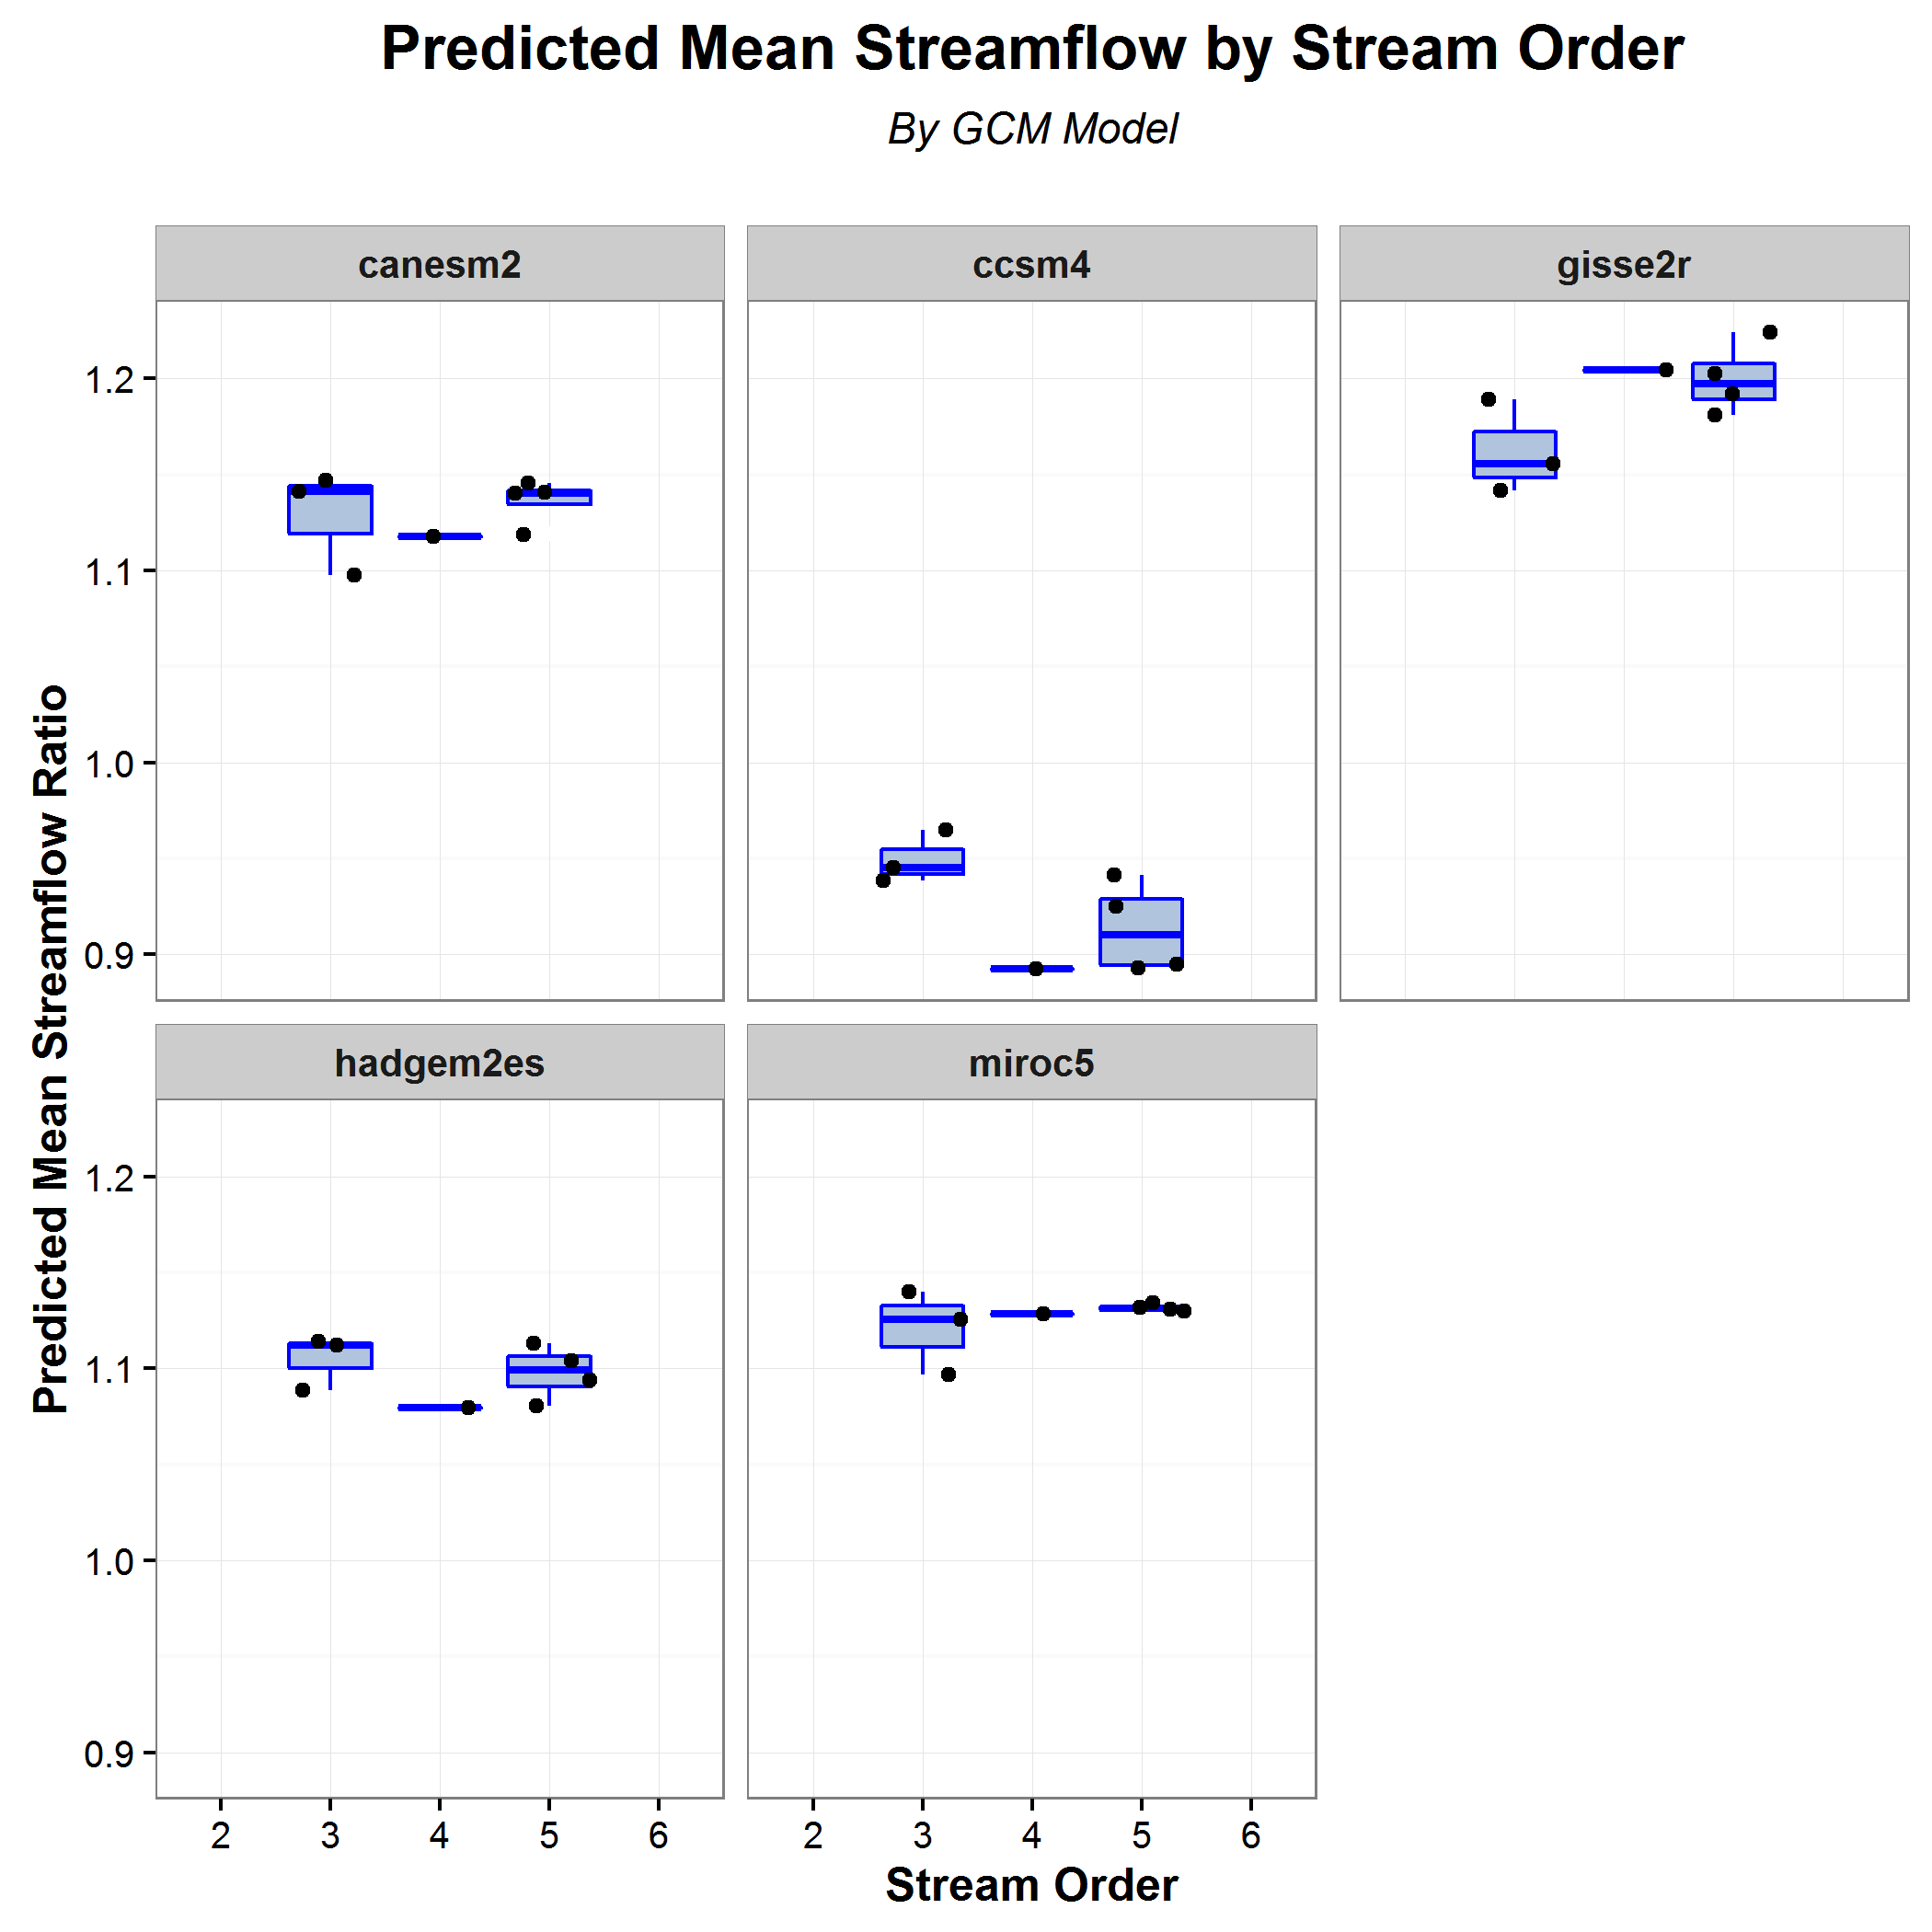 Predicted Mean Streamflow by Stream Order
By GCM Model
canesm2
ccsm4
gisse2r
1.2
1.1
1.0
0.9
hadgem2es
miroc5
1.2
1.1
1.0
0.9
2 3 4 5 6
2 3 4 5 6
Stream Order
Predicted Mean Streamflow Ratio